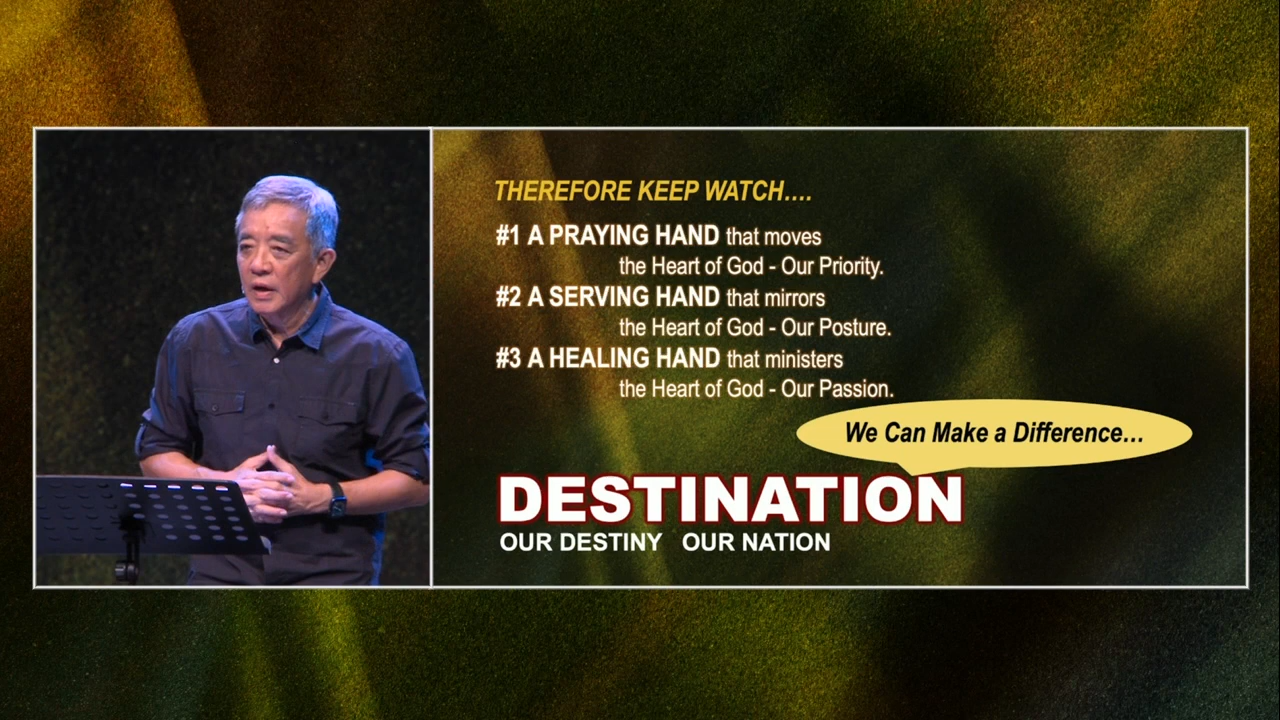 THEREFORE KEEP WATCH....
#1 A PRAYING HAND that moves
the Heart of God - Our Priority.
#2 A SERVING HAND that mirrors
the Heart of God - Our Posture.
#3 A HEALING HAND that ministers
the Heart of God - Our Passion.
We Can Make a Difference...
DESTINATION
OUR DESTINY OUR NATION